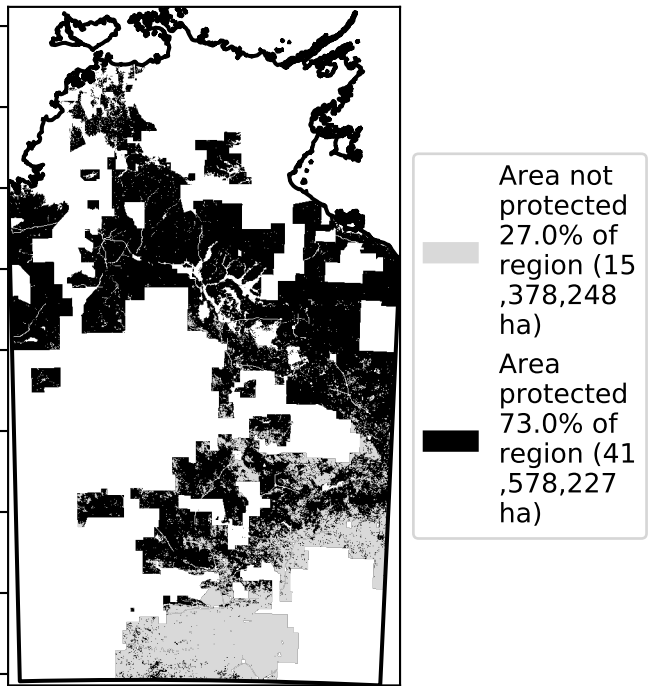 Area not
protected
27.0% of
region (15
,378,248
ha)
Area
protected
73.0% of
region (41
,578,227
ha)